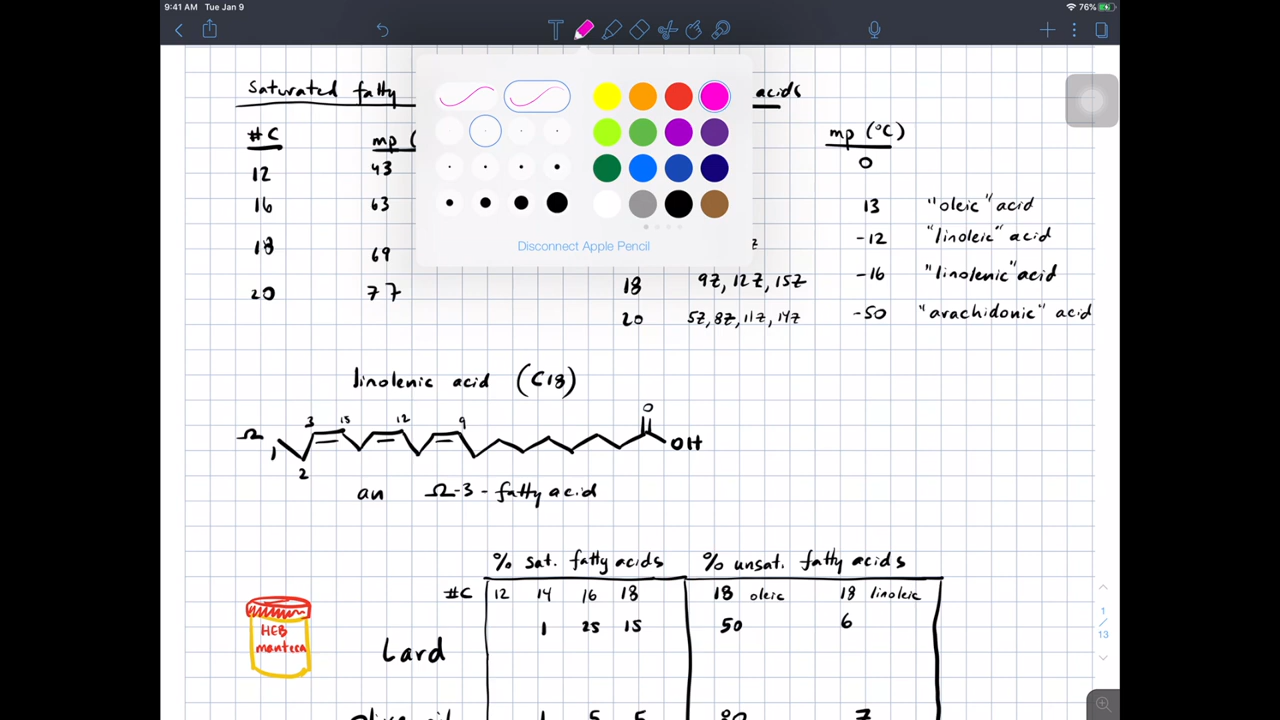 9:41 AM Tue Jan 9
76%
Saturated fatty
acids
# C
mp (
mp (°C)
12
43
0
16
63
13 "oleic" acid
18
69
-12 "linoleic" acid
Disconnect Apple Pencil
20
77
18 9Z, 12Z, 15Z -16 "linolenic" acid
20 5Z, 8Z, 11Z, 14Z -50 "arachidonic" acid
linolenic acid (C18)
Ω 1 2 3 15 12 9 O OH
an Ω-3-fatty acid
% sat. fatty acids % unsat. fatty acids
#C 12 14 16 18 18 oleic 18 linoleic
Lard 1 25 15 50 6
HEB
manteca
1
/
13